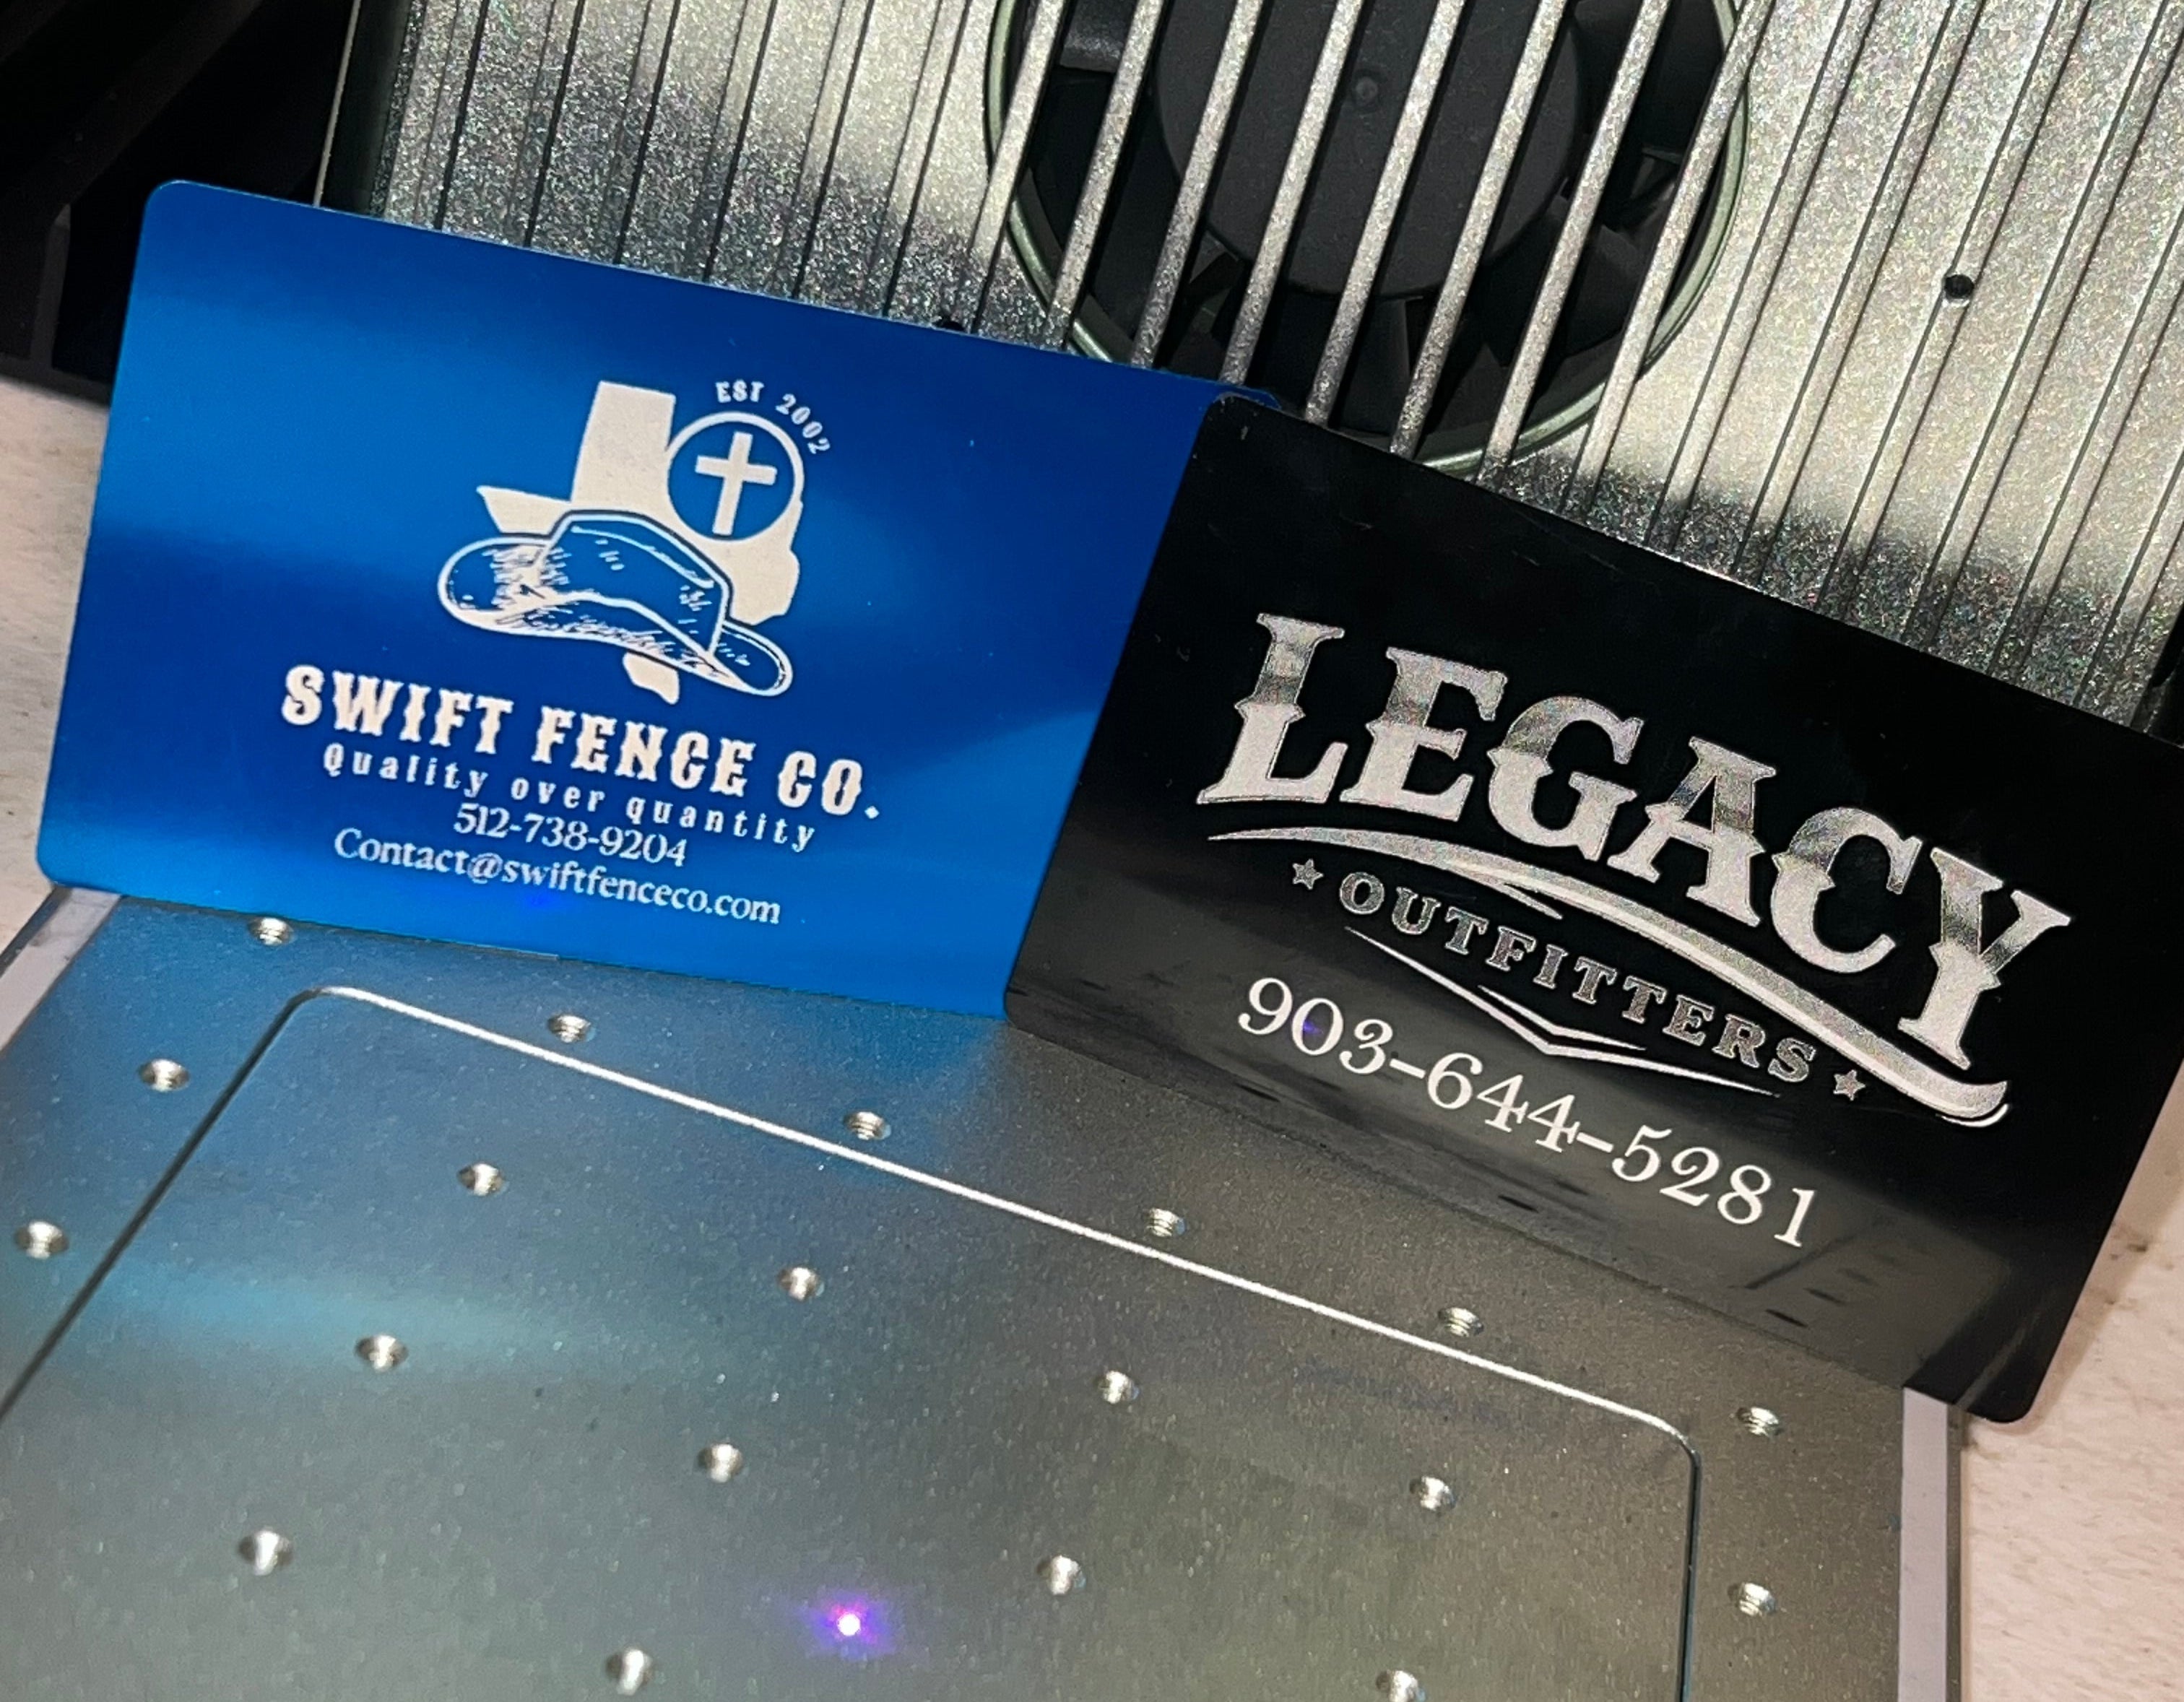 EST 2002
SWIFT FENCE CO.
Quality over quantity
512-738-9204
Contact@swiftfenceco.com
LEGACY
OUTFITTERS
903-644-5281